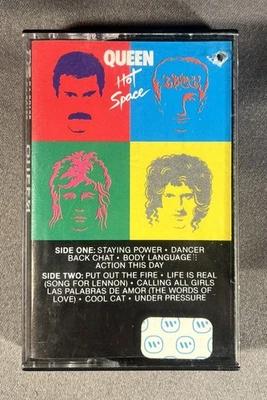 QUEEN
Hot
Space
SIDE ONE: STAYING POWER • DANCER
BACK CHAT • BODY LANGUAGE
ACTION THIS DAY
SIDE TWO: PUT OUT THE FIRE • LIFE IS REAL
(SONG FOR LENNON) • CALLING ALL GIRLS
LAS PALABRAS DE AMOR (THE WORDS OF
LOVE) • COOL CAT • UNDER PRESSURE
QUEEN